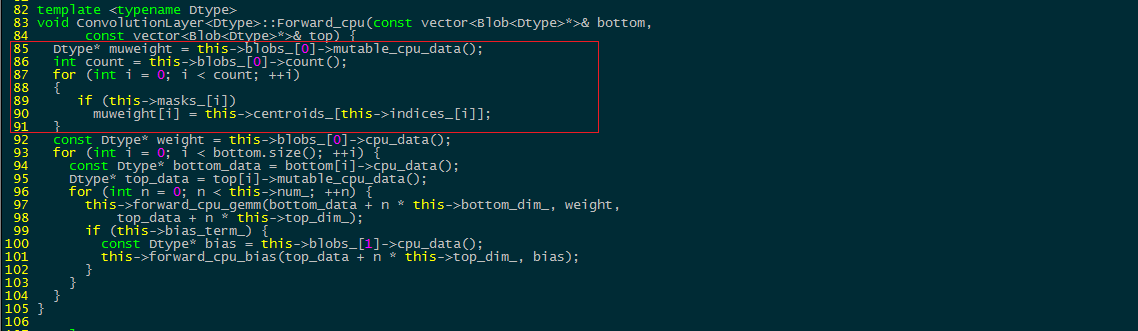 82 template <typename Dtype>
83 void ConvolutionLayer<Dtype>::Forward_cpu(const vector<Blob<Dtype>*>& bottom,
84       const vector<Blob<Dtype>*>& top) {
85   Dtype* muweight = this->blobs_[0]->mutable_cpu_data();
86   int count = this->blobs_[0]->count();
87   for (int i = 0; i < count; ++i)
88   {
89      if (this->masks_[i])
90        muweight[i] = this->centroids_[this->indices_[i]];
91   }
92   const Dtype* weight = this->blobs_[0]->cpu_data();
93   for (int i = 0; i < bottom.size(); ++i) {
94     const Dtype* bottom_data = bottom[i]->cpu_data();
95     Dtype* top_data = top[i]->mutable_cpu_data();
96     for (int n = 0; n < this->num_; ++n) {
97       this->forward_cpu_gemm(bottom_data + n * this->bottom_dim_, weight,
98           top_data + n * this->top_dim_);
99       if (this->bias_term_) {
100         const Dtype* bias = this->blobs_[1]->cpu_data();
101         this->forward_cpu_bias(top_data + n * this->top_dim_, bias);
102       }
103     }
104   }
105 }
106